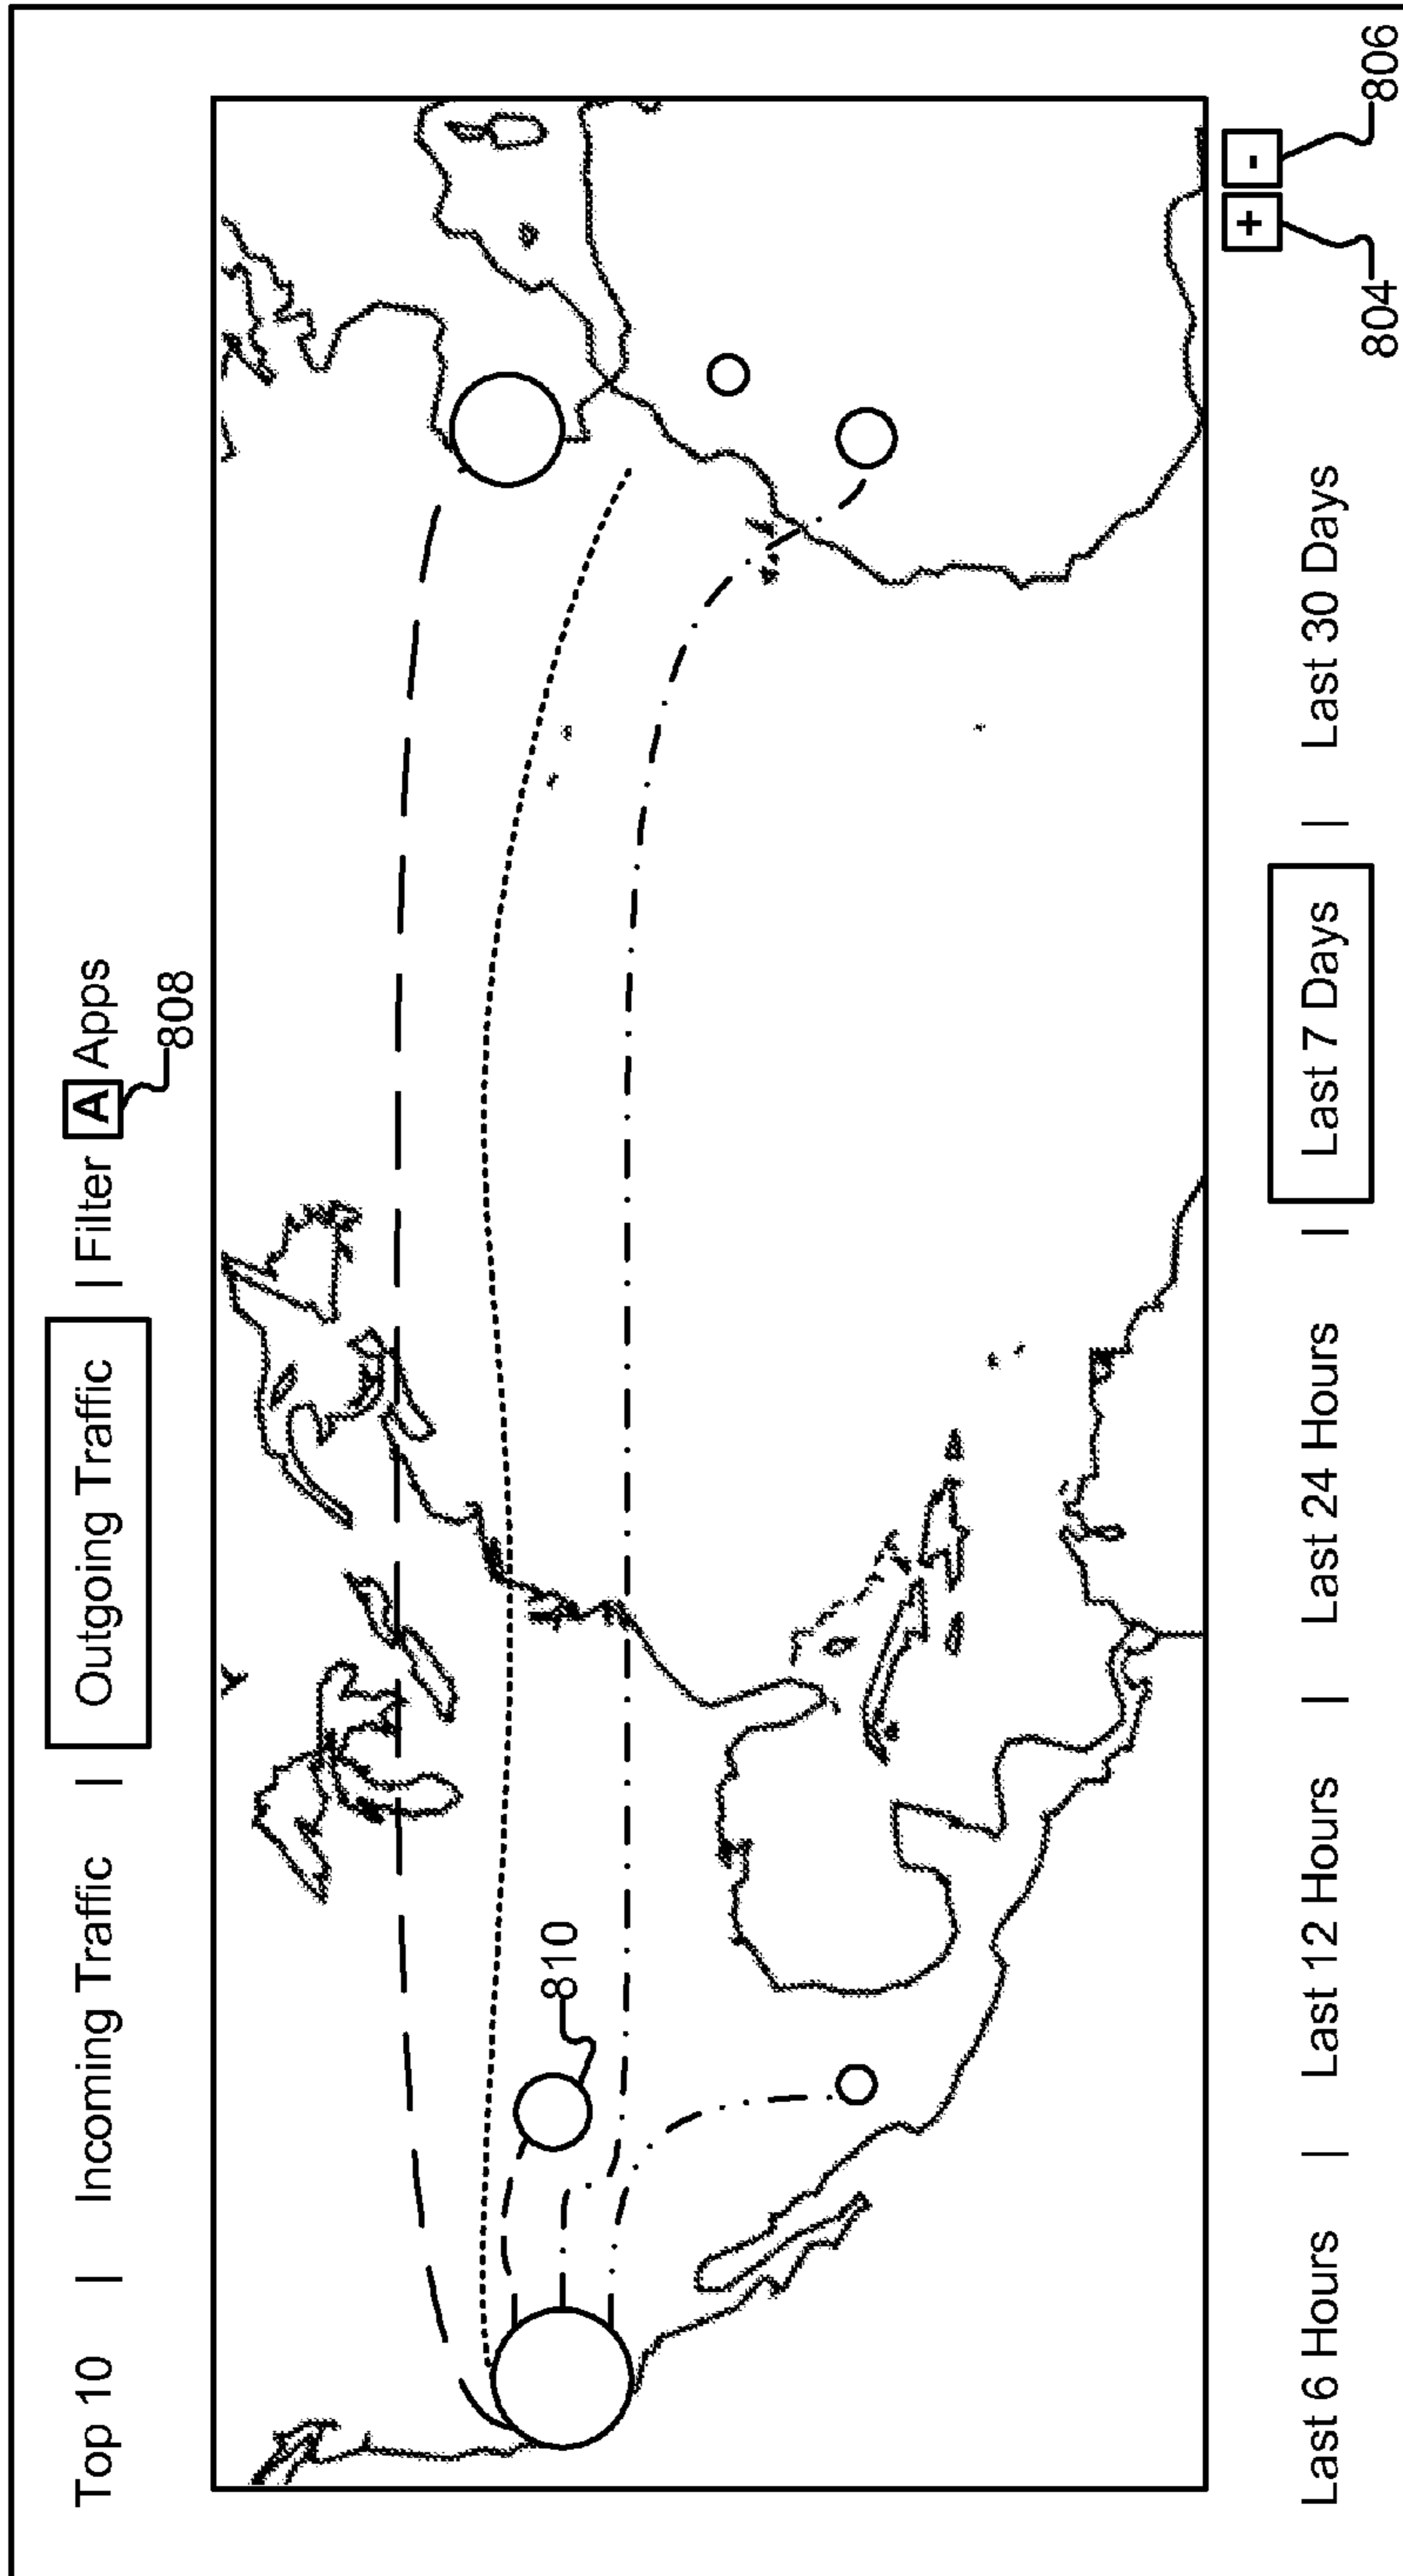 Top 10 | Incoming Traffic | Outgoing Traffic | Filter A Apps
808
810
+ -
804 806
Last 6 Hours | Last 12 Hours | Last 24 Hours | Last 7 Days | Last 30 Days